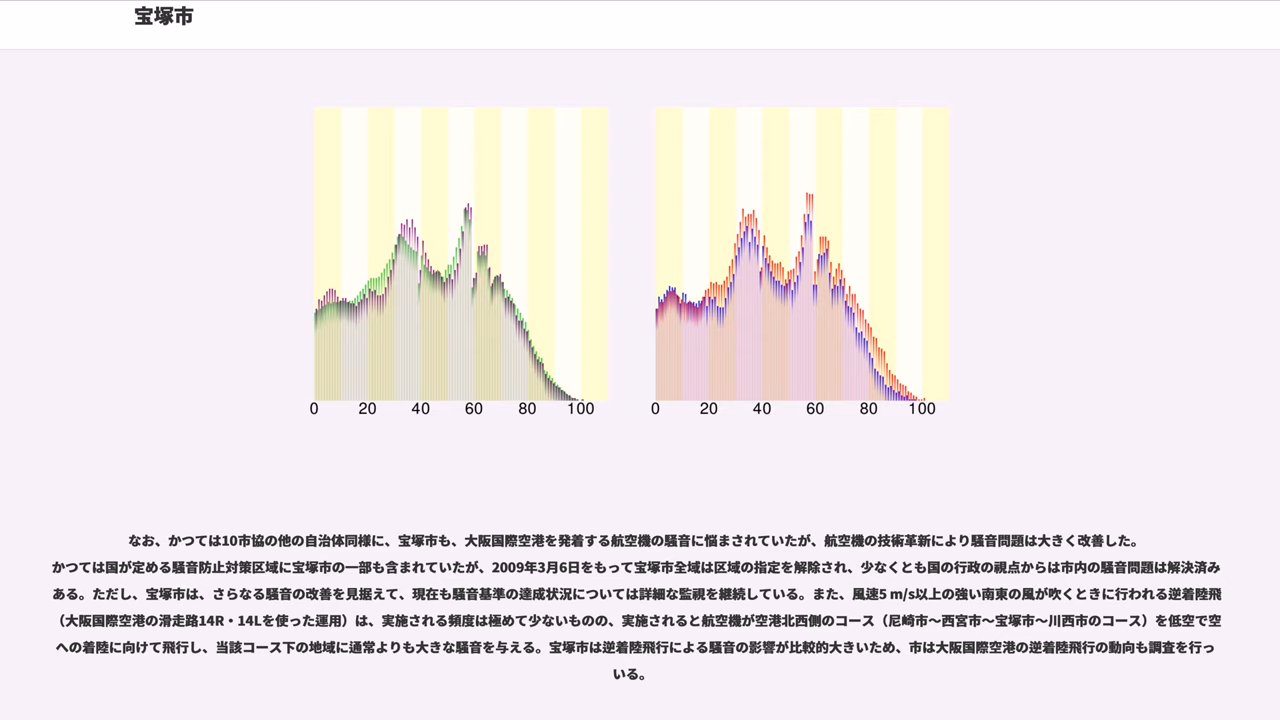 宝塚市
0 20 40 60 80 100
0 20 40 60 80 100
なお、かつては10市協の他の自治体同様に、宝塚市も、大阪国際空港を発着する航空機の騒音に悩まされていたが、航空機の技術革新により騒音問題は大きく改善した。
かつては国が定める騒音防止対策区域に宝塚市の一部も含まれていたが、2009年3月6日をもって宝塚市全域は区域の指定を解除され、少なくとも国の行政の視点からは市内の騒音問題は解決済み
ある。ただし、宝塚市は、さらなる騒音の改善を見据えて、現在も騒音基準の達成状況については詳細な監視を継続している。また、風速5 m/s以上の強い南東の風が吹くときに行われる逆着陸飛
（大阪国際空港の滑走路14R・14Lを使った運用）は、実施される頻度は極めて少ないものの、実施されると航空機が空港北西側のコース（尼崎市〜西宮市〜宝塚市〜川西市のコース）を低空で空
への着陸に向けて飛行し、当該コース下の地域に通常よりも大きな騒音を与える。宝塚市は逆着陸飛行による騒音の影響が比較的大きいため、市は大阪国際空港の逆着陸飛行の動向も調査を行っ
いる。